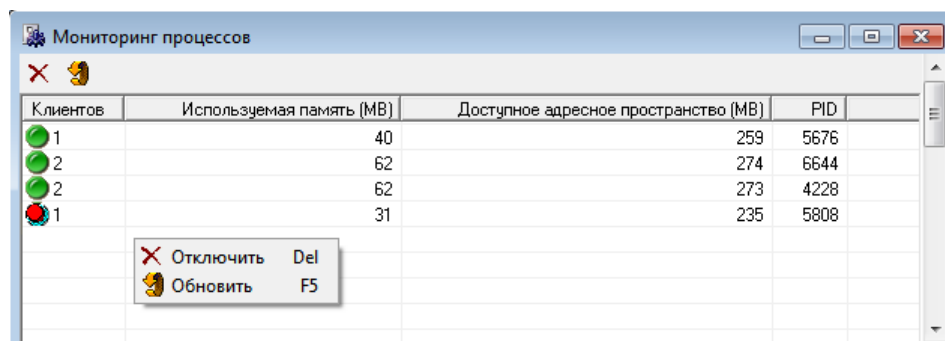 Мониторинг процессов
Клиентов Используемая память (MB) Доступное адресное пространство (MB) PID
1 40 259 5676
2 62 274 6644
2 62 273 4228
1 31 235 5808
Отключить Del
Обновить F5